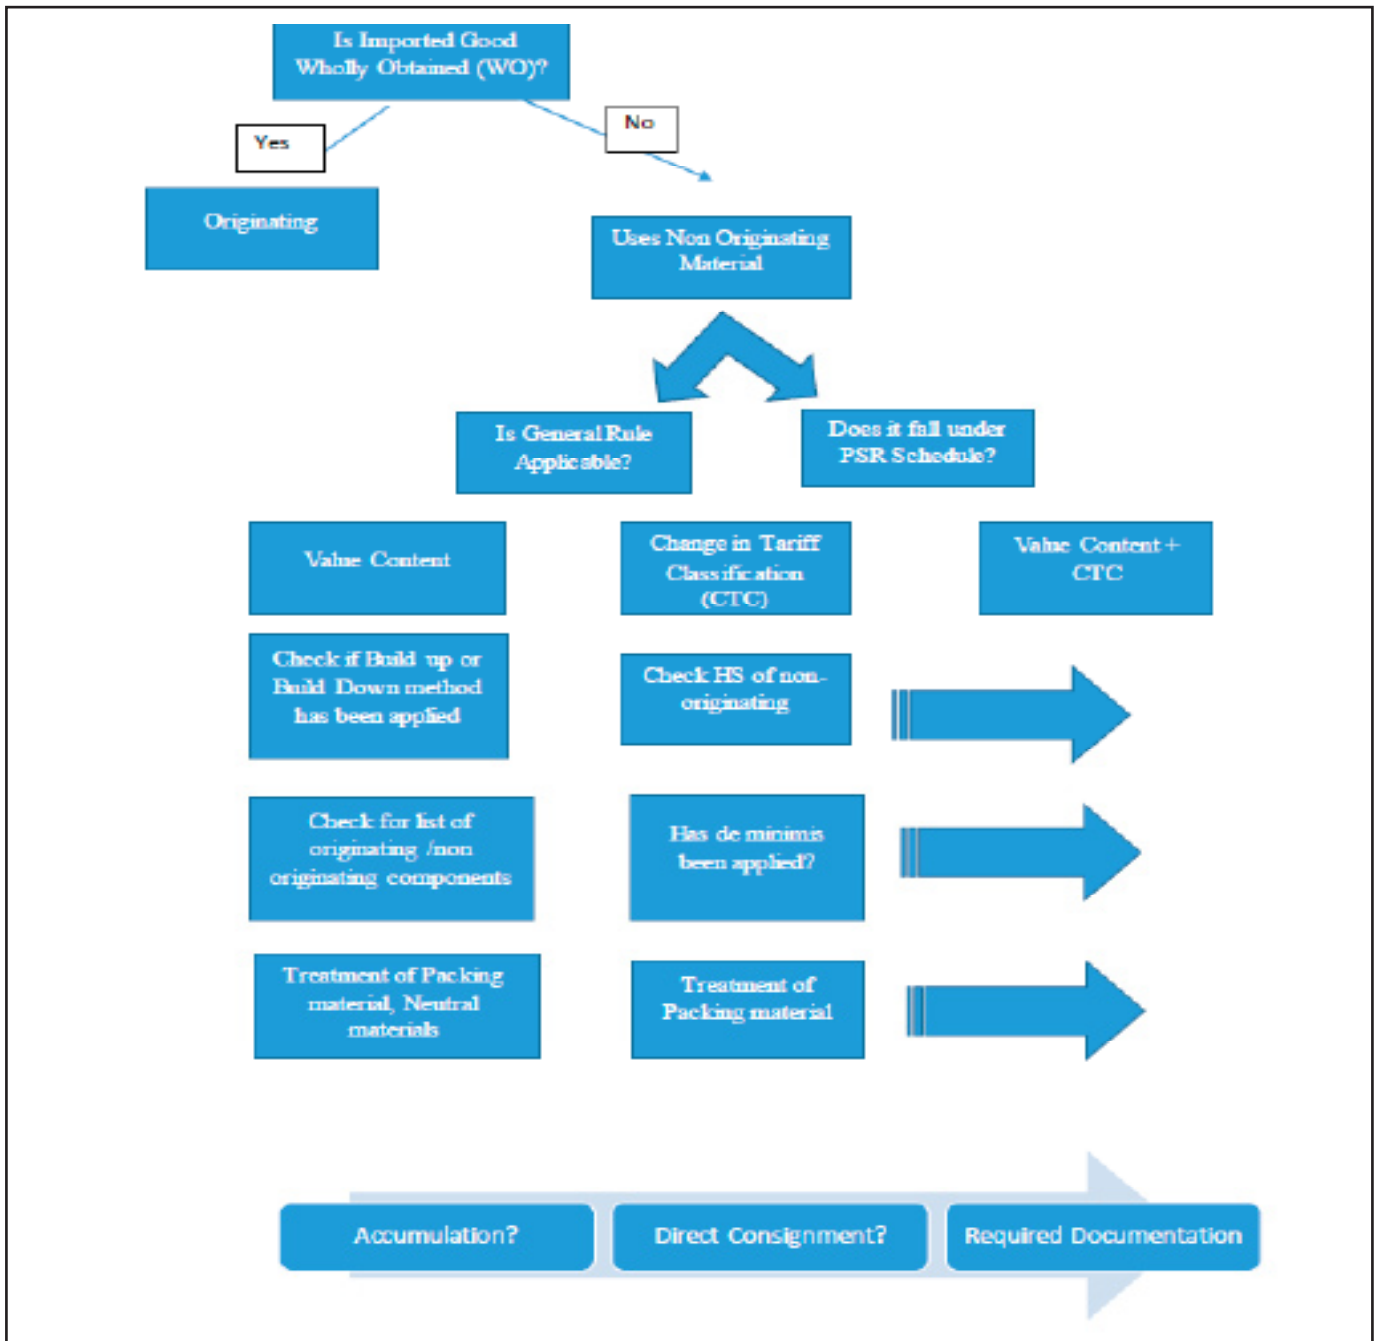 Is Imported Good
Wholly Obtained (WO)?
Yes
No
Originating
Uses Non Originating
Material
Is General Rule
Applicable?
Does it fall under
PSR Schedule?
Value Content
Change in Tariff
Classification
(CTC)
Value Content +
CTC
Check if Build up or
Build Down method
has been applied
Check HS of non-
originating
Check for list of
originating /non
originating components
Has de minimis
been applied?
Treatment of Packing
material, Neutral
materials
Treatment of
Packing material
Accumulation?
Direct Consignment?
Required Documentation